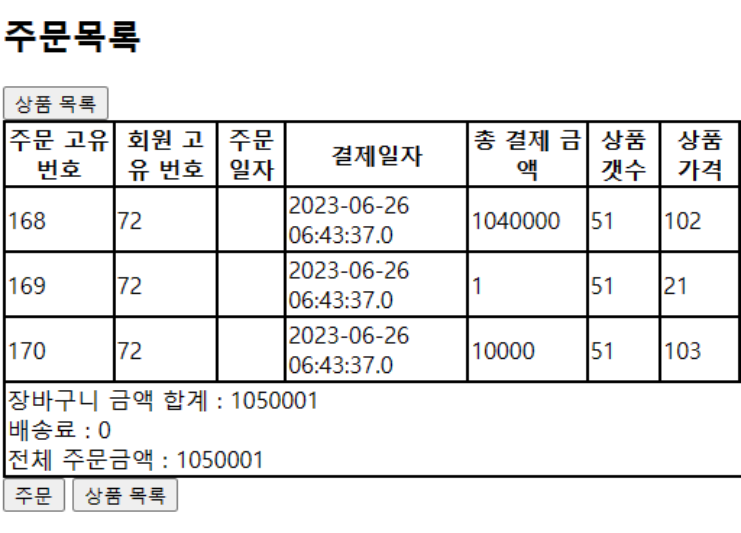 주문목록
상품 목록
주문 고유 번호 회원 고유 번호 주문 일자 결제일자 총 결제 금액 상품 갯수 상품 가격
168 72 2023-06-26 06:43:37.0 1040000 51 102
169 72 2023-06-26 06:43:37.0 1 51 21
170 72 2023-06-26 06:43:37.0 10000 51 103
장바구니 금액 합계 : 1050001
배송료 : 0
전체 주문금액 : 1050001
주문 상품 목록